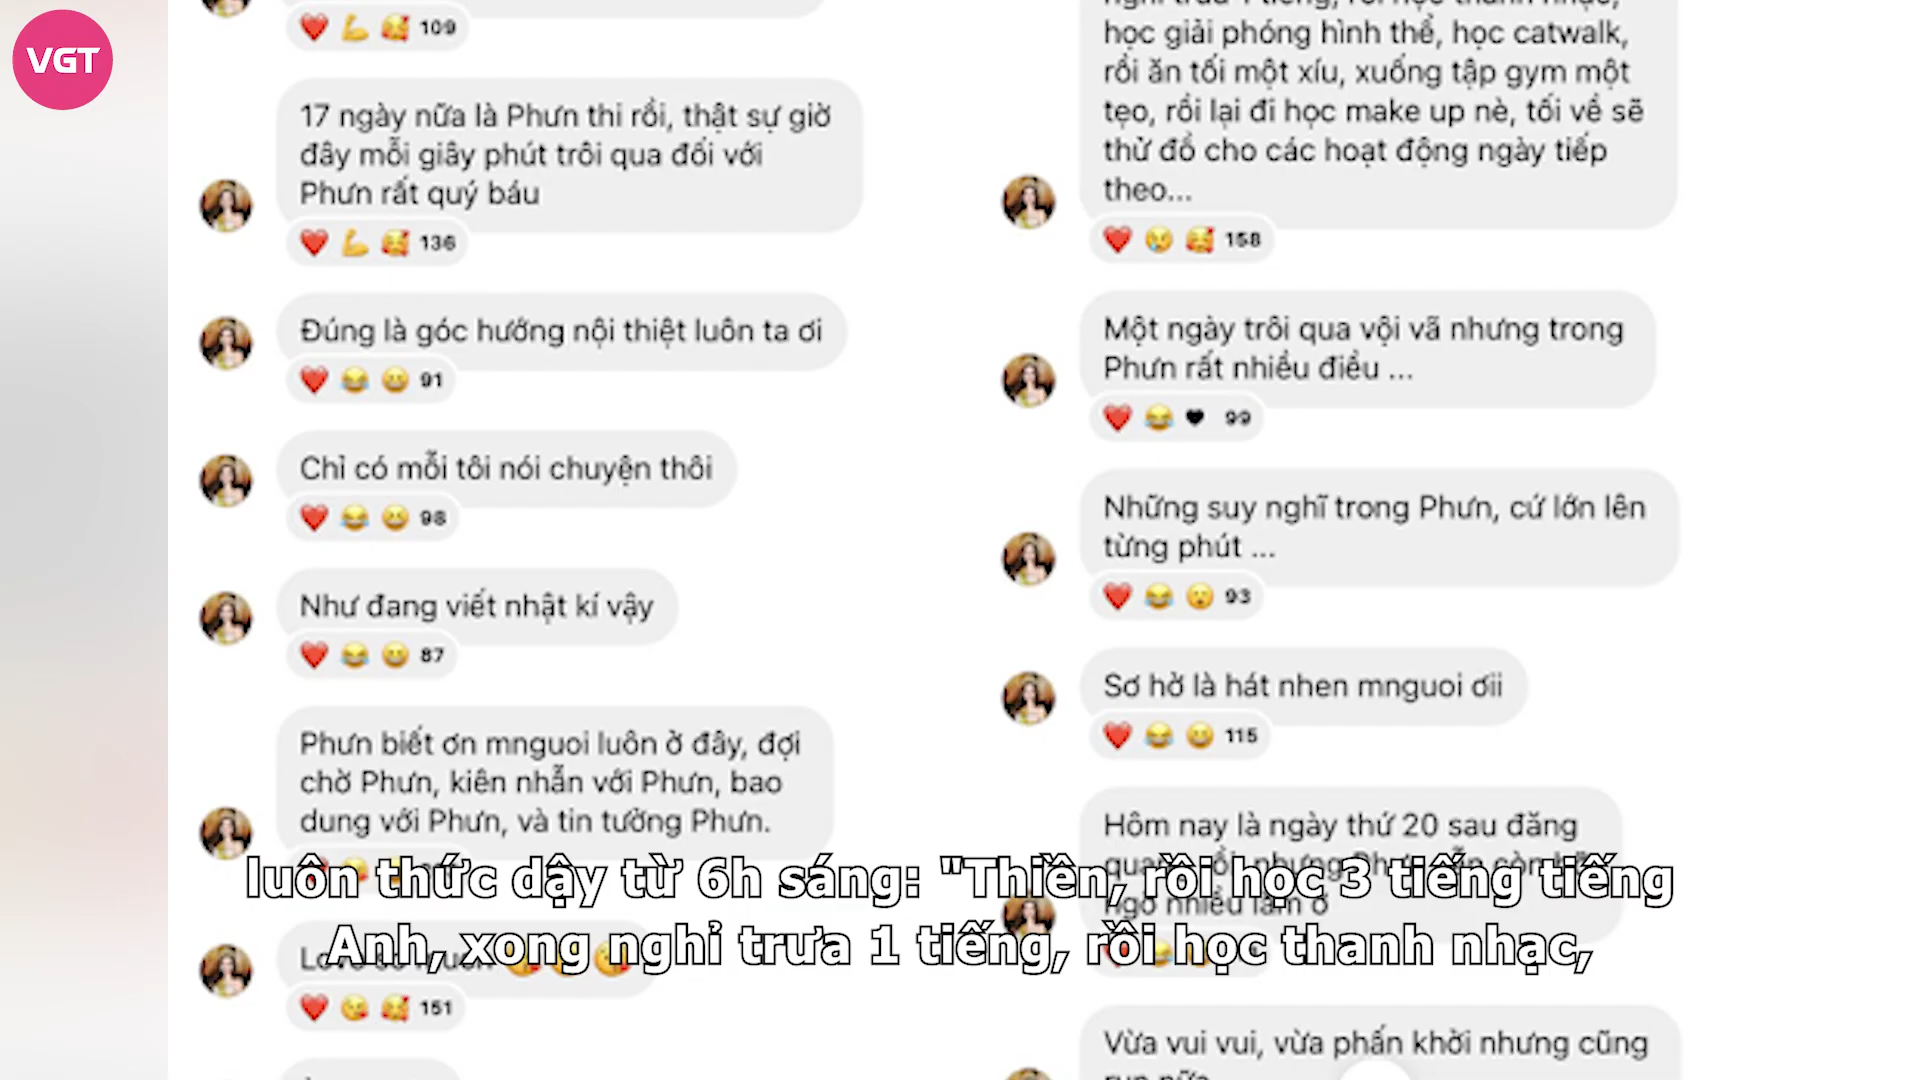 VGT
109
17 ngày nữa là Phưn thi rồi, thật sự giờ
đây mỗi giây phút trôi qua đối với
Phưn rất quý báu
136
Đúng là góc hướng nội thiệt luôn ta ơi
91
Chỉ có mỗi tôi nói chuyện thôi
98
Như đang viết nhật kí vậy
87
Phưn biết ơn mnguoi luôn ở đây, đợi
chờ Phưn, kiên nhẫn với Phưn, bao
dung với Phưn, và tin tưởng Phưn.
151
học giải phóng hình thể, học catwalk,
rồi ăn tối một xíu, xuống tập gym một
tẹo, rồi lại đi học make up nè, tối về sẽ
thử đồ cho các hoạt động ngày tiếp
theo...
158
Một ngày trôi qua vội vã nhưng trong
Phưn rất nhiều điều ...
99
Những suy nghĩ trong Phưn, cứ lớn lên
từng phút ...
93
Sơ hở là hát nhen mnguoi ơii
115
Hôm nay là ngày thứ 20 sau đăng
Vừa vui vui, vừa phấn khởi nhưng cũng
luôn thức dậy từ 6h sáng: "Thiền, rồi học 3 tiếng tiếng
Anh, xong nghỉ trưa 1 tiếng, rồi học thanh nhạc,